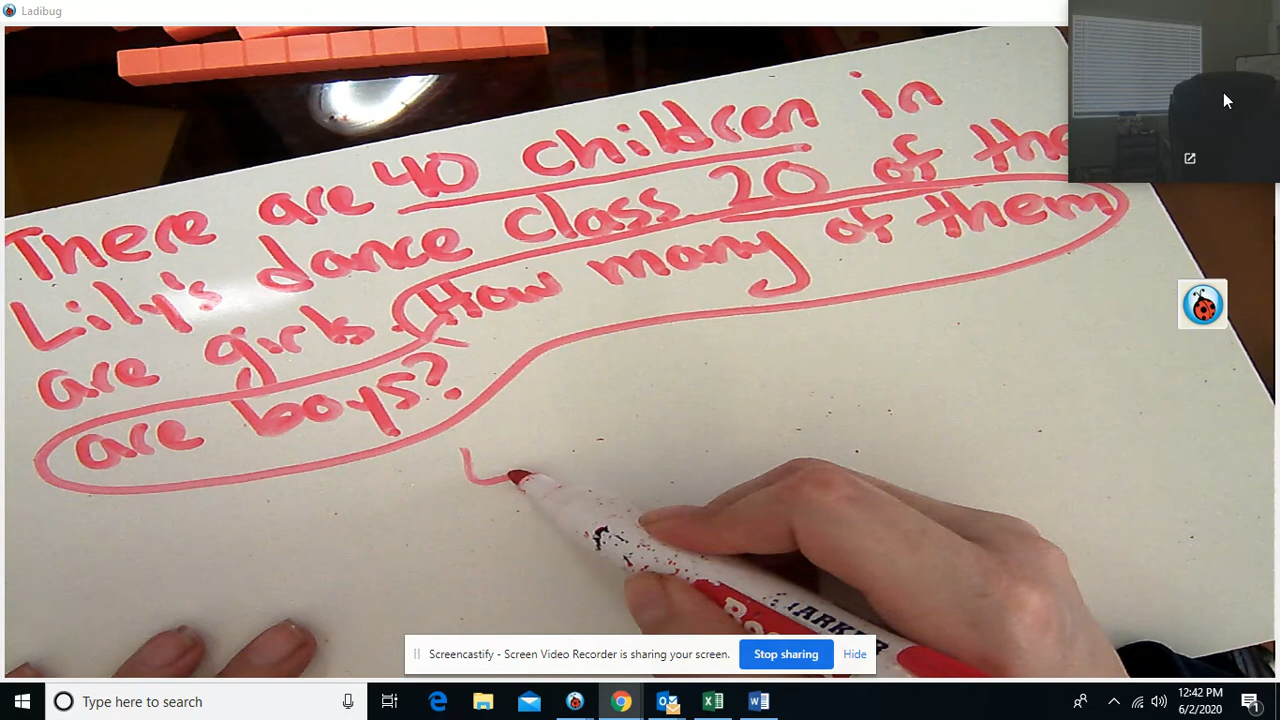 Ladibug
There are 40 children in
Lily's dance class. 20 of the
are girls. How many of them
are boys?
MARKER
Screencastify - Screen Video Recorder is sharing your screen.
Stop sharing
Hide
Type here to search
12:42 PM
6/2/2020
1